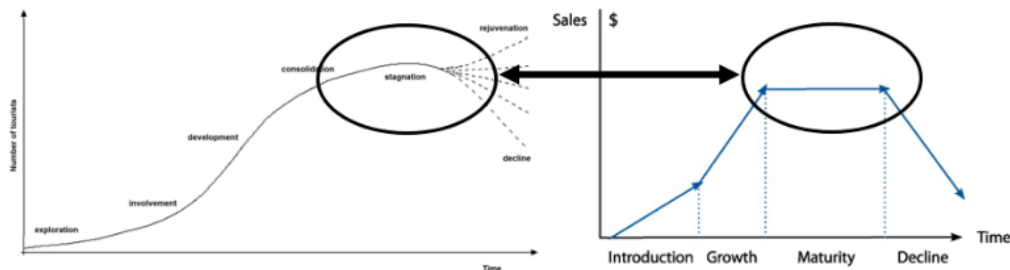 Number of tourists
exploration
involvement
development
consolidation
stagnation
rejuvenation
decline
Time
Sales $
Introduction Growth Maturity Decline
Time